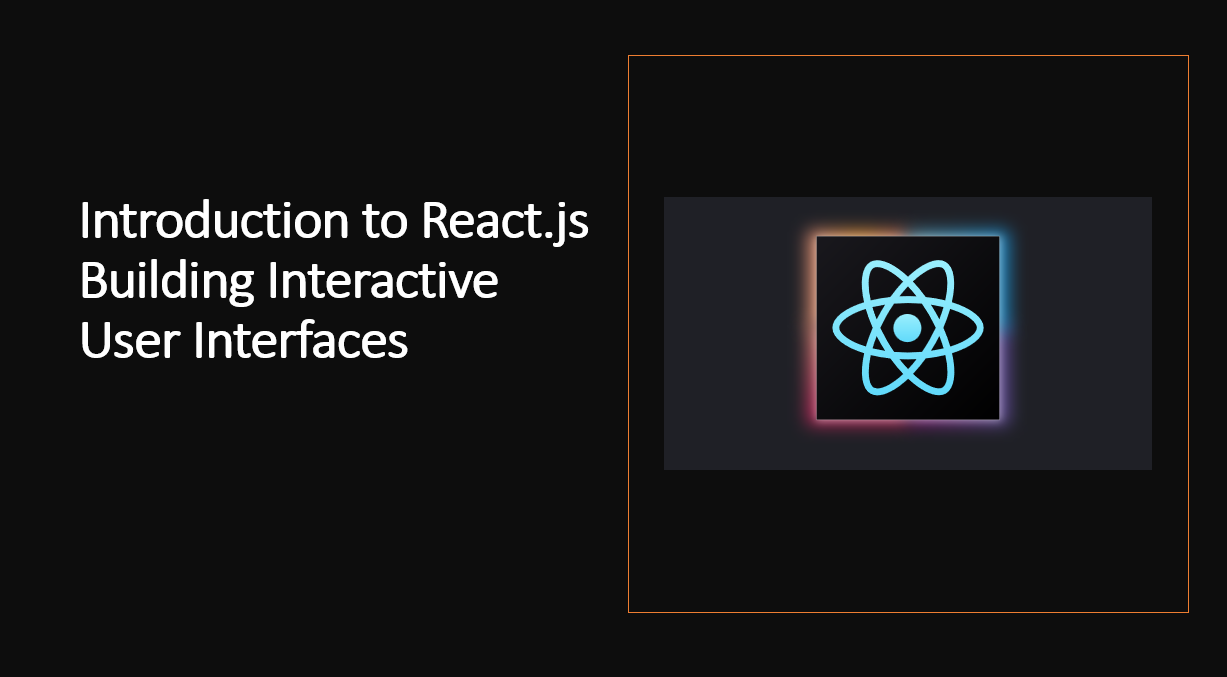 Introduction to React.js
Building Interactive
User Interfaces